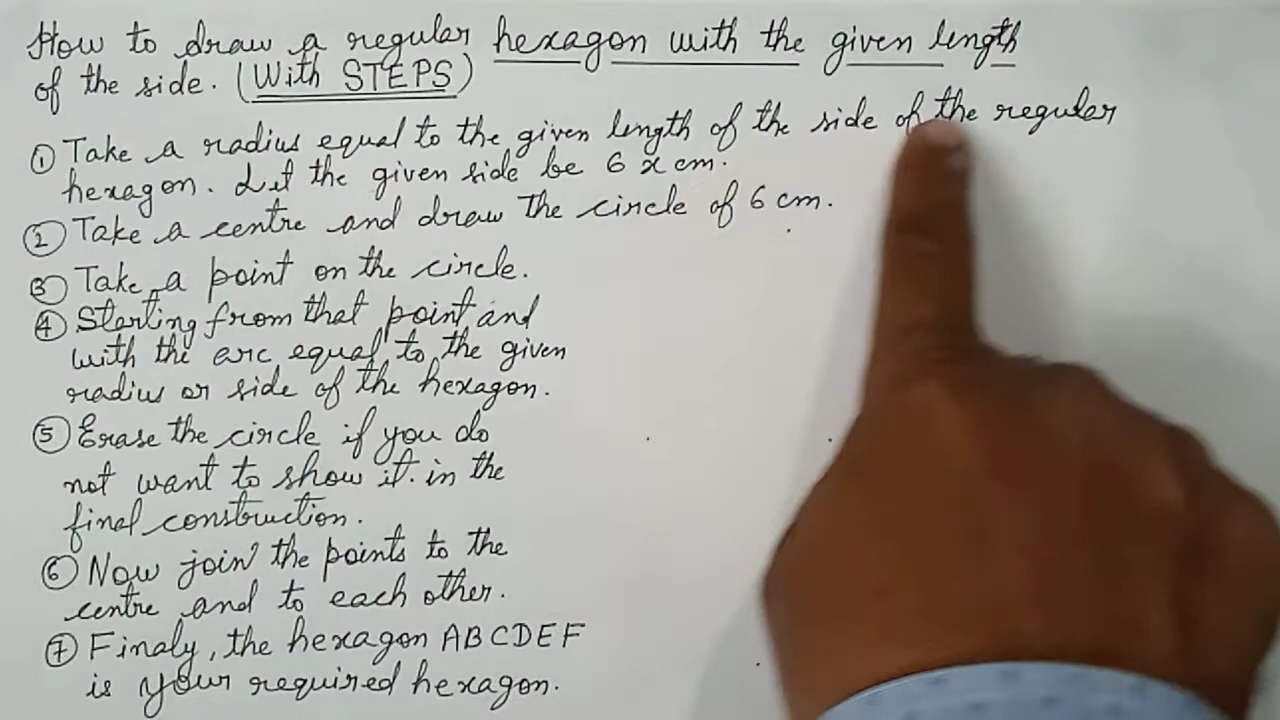 How to draw a regular hexagon with the given length
of the side. (With STEPS)
① Take a radius equal to the given length of the side of the regular
hexagon. Let the given side be 6 x cm.
② Take a centre and draw the circle of 6 cm.
③ Take a point on the circle.
④ Starting from that point and
with the arc equal to the given
radius or side of the hexagon.
⑤ Erase the circle if you do
not want to show it. in the
final construction.
⑥ Now join the points to the
centre and to each other.
⑦ Finaly, the hexagon ABCDEF
is your required hexagon.